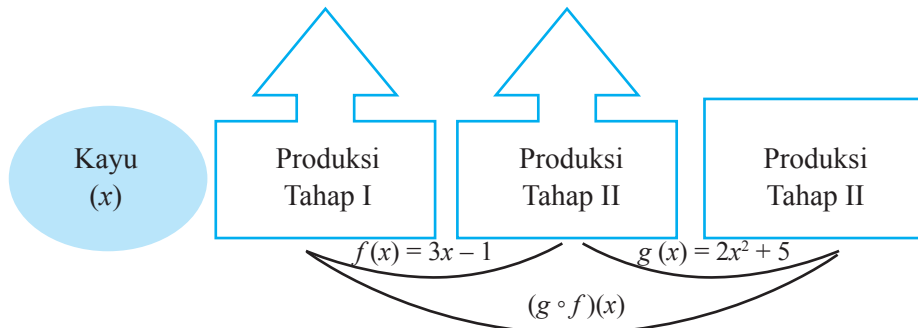 Kayu
(x)
Produksi
Tahap I
Produksi
Tahap II
Produksi
Tahap II
f (x) = 3x – 1
g (x) = 2x² + 5
(g ∘ f)(x)